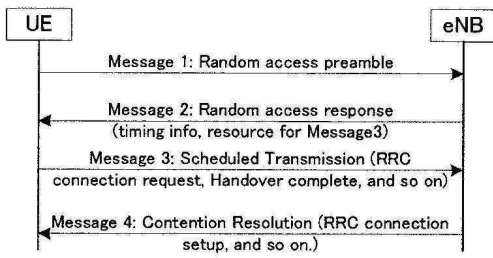 UE
eNB
Message 1: Random access preamble
Message 2: Random access response
(timing info, resource for Message3)
Message 3: Scheduled Transmission (RRC
connection request, Handover complete, and so on)
Message 4: Contention Resolution (RRC connection
setup, and so on.)